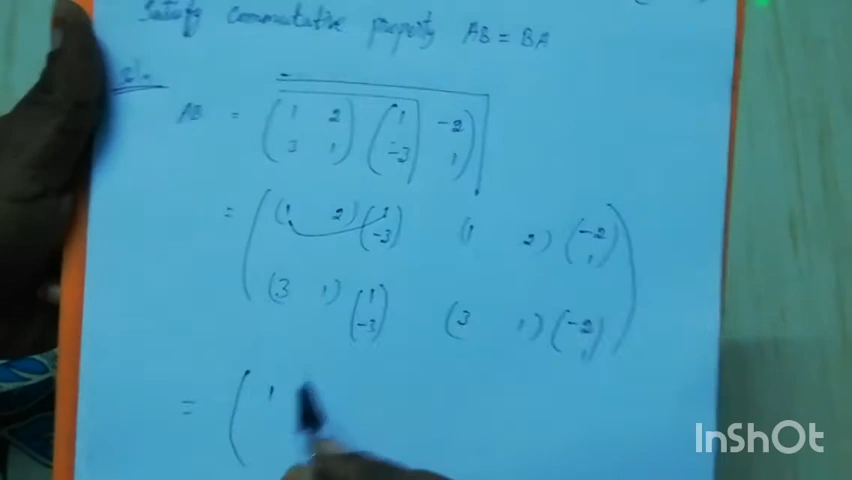 Satisfy commutative property AB = BA
Sol.
AB = ( 1 2 ) ( 1 -2 )
( 3 1 ) ( -3 1 )
= ( (1 2) ( 1 ) (1 2) ( -2 )
( -3 ) ( 1 )
(3 1) ( 1 ) (3 1) ( -2 )
( -3 ) ( 1 ) )
= ( 1
InShOt